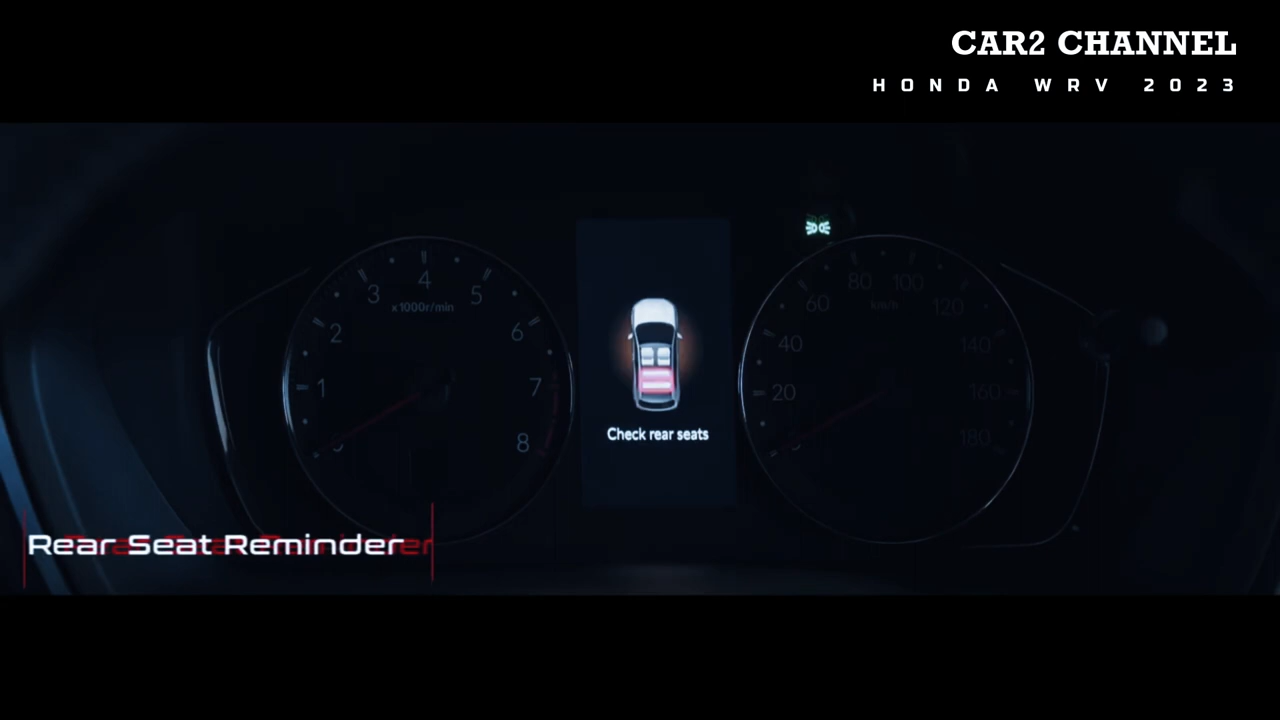 CAR2 CHANNEL
HONDA WRV 2023
4
3 5
x1000r/min
2 6
1 7
8
80 100
60 km/h 120
40 140
20 160
180
Check rear seats
Rear Seat Reminder